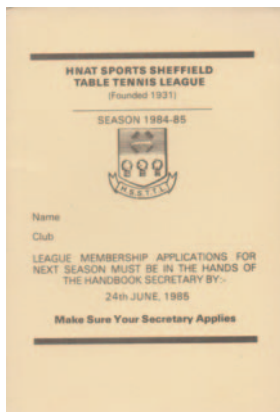 HNAT SPORTS SHEFFIELD
TABLE TENNIS LEAGUE
(Founded 1931)
SEASON 1984-85
H.S.S.T.T.L.
Name
Club
LEAGUE MEMBERSHIP APPLICATIONS FOR
NEXT SEASON MUST BE IN THE HANDS OF
THE HANDBOOK SECRETARY BY:-
24th JUNE, 1985
Make Sure Your Secretary Applies